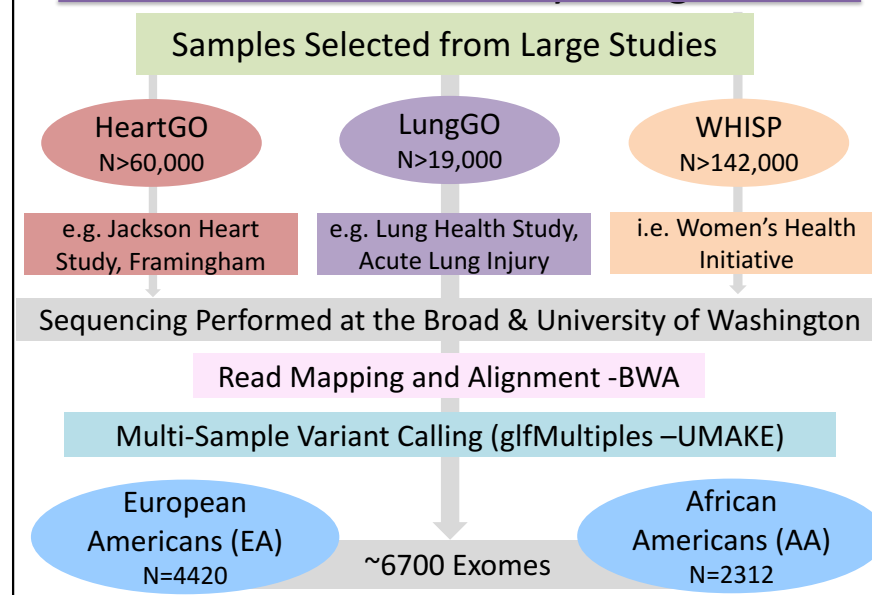 Samples Selected from Large Studies
HeartGO
N>60,000
LungGO
N>19,000
WHISP
N>142,000
e.g. Jackson Heart
Study, Framingham
e.g. Lung Health Study,
Acute Lung Injury
i.e. Women’s Health
Initiative
Sequencing Performed at the Broad & University of Washington
Read Mapping and Alignment -BWA
Multi-Sample Variant Calling (glfMultiples –UMAKE)
European
Americans (EA)
N=4420
~6700 Exomes
African
Americans (AA)
N=2312